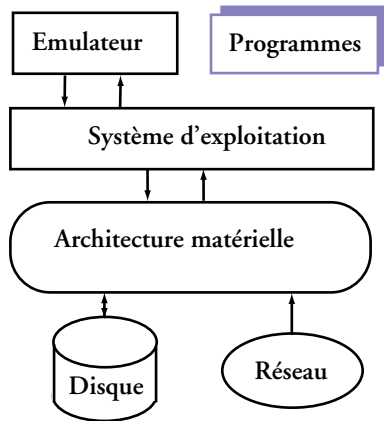 Emulateur
Programmes
Système d'exploitation
Architecture matérielle
Disque
Réseau